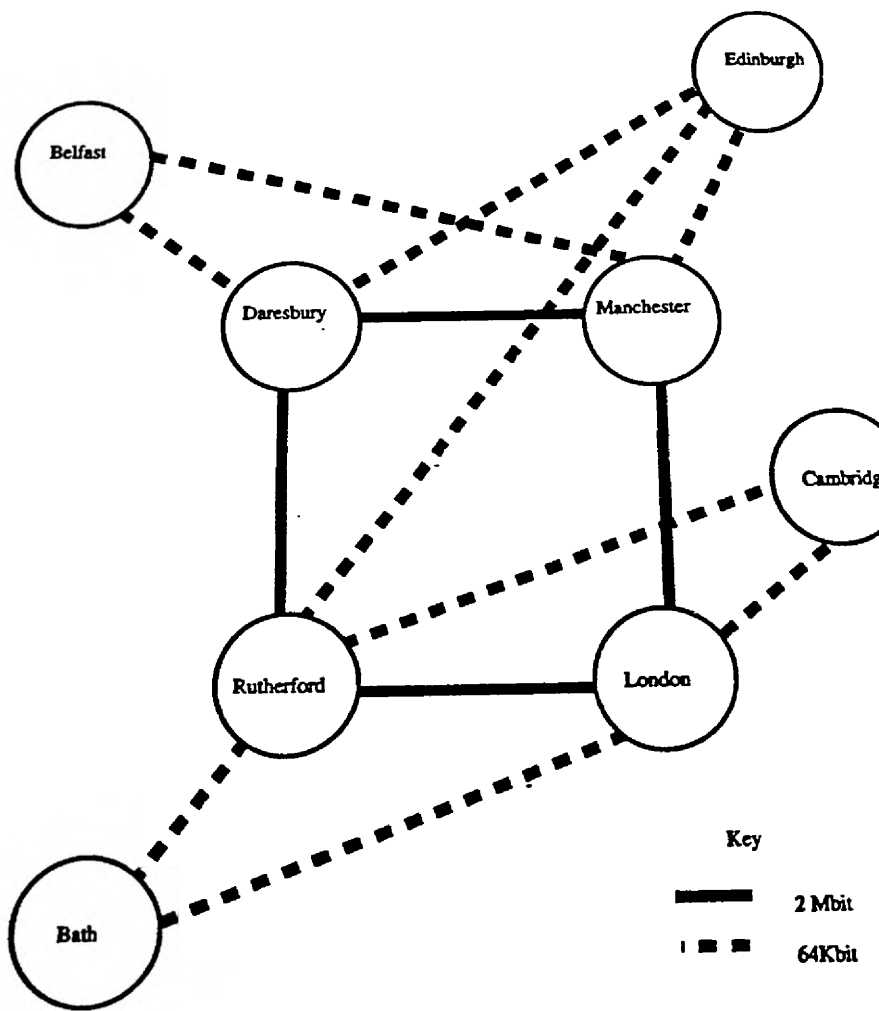 Edinburgh
Belfast
Daresbury
Manchester
Cambridg
Rutherford
London
Bath
Key
2 Mbit
64Kbit